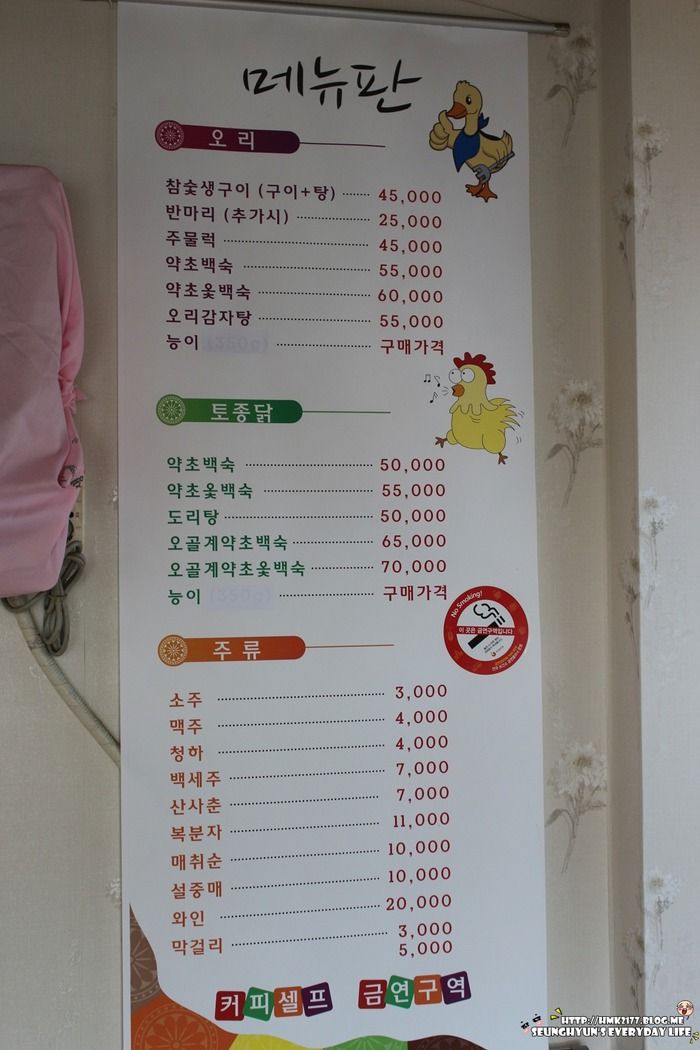 메뉴판
오리
참숯생구이 (구이+탕) 45,000
반마리 (추가시) 25,000
주물럭 45,000
약초백숙 55,000
약초옻백숙 60,000
오리감자탕 55,000
능이 (350g) 구매가격
토종닭
약초백숙 50,000
약초옻백숙 55,000
도리탕 50,000
오골계약초백숙 65,000
오골계약초옻백숙 70,000
능이 (350g) 구매가격
No Smoking!
이 곳은 금연구역입니다
주류
소주 3,000
맥주 4,000
청하 4,000
백세주 7,000
산사춘 7,000
복분자 11,000
매취순 10,000
설중매 10,000
와인 20,000
막걸리 3,000
5,000
커피셀프 금연구역
HTTP://HMK2177.BLOG.ME
SEUNGHYUN'S EVERYDAY LIFE